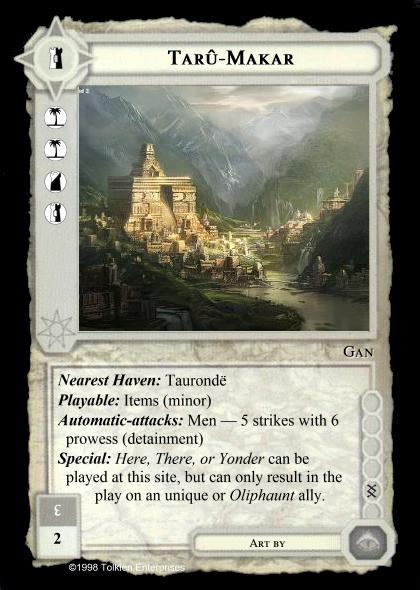 TARÛ-MAKAR
GAN
Nearest Haven: Taurondë
Playable: Items (minor)
Automatic-attacks: Men — 5 strikes with 6
prowess (detainment)
Special: Here, There, or Yonder can be
played at this site, but can only result in the
play on an unique or Oliphaunt ally.
2
ART BY
©1998 Tolkien Enterprises